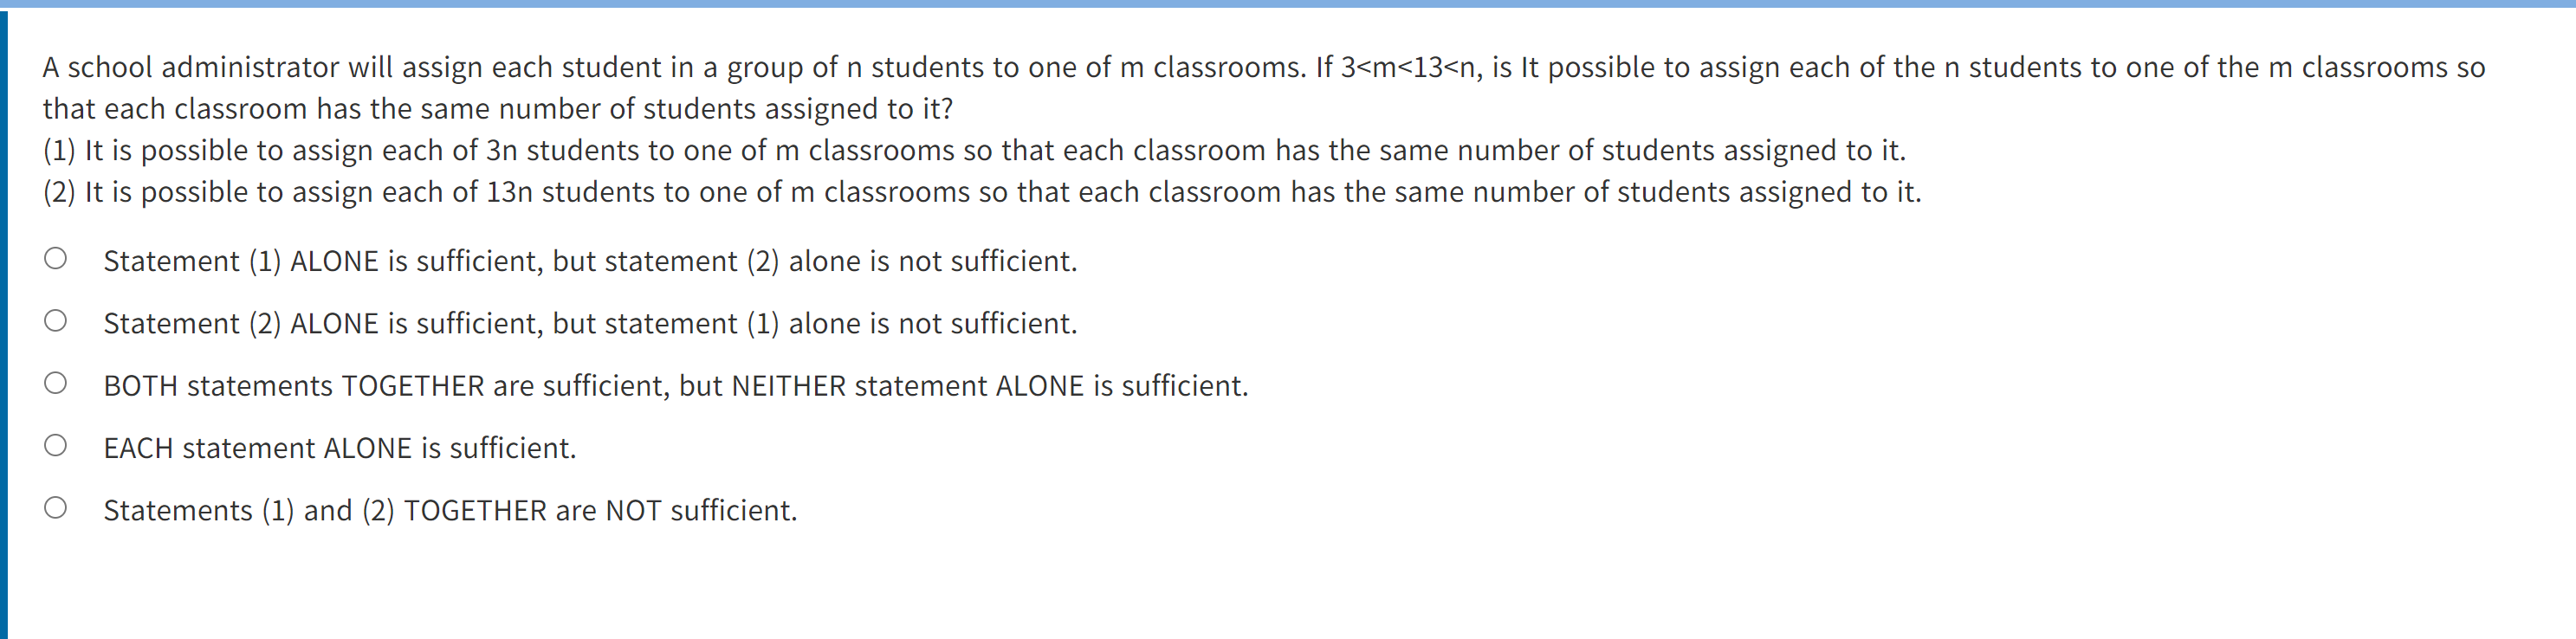 A school administrator will assign each student in a group of n students to one of m classrooms. If 3<m<13<n, is It possible to assign each of the n students to one of the m classrooms so
that each classroom has the same number of students assigned to it?
(1) It is possible to assign each of 3n students to one of m classrooms so that each classroom has the same number of students assigned to it.
(2) It is possible to assign each of 13n students to one of m classrooms so that each classroom has the same number of students assigned to it.
Statement (1) ALONE is sufficient, but statement (2) alone is not sufficient.
Statement (2) ALONE is sufficient, but statement (1) alone is not sufficient.
BOTH statements TOGETHER are sufficient, but NEITHER statement ALONE is sufficient.
EACH statement ALONE is sufficient.
Statements (1) and (2) TOGETHER are NOT sufficient.